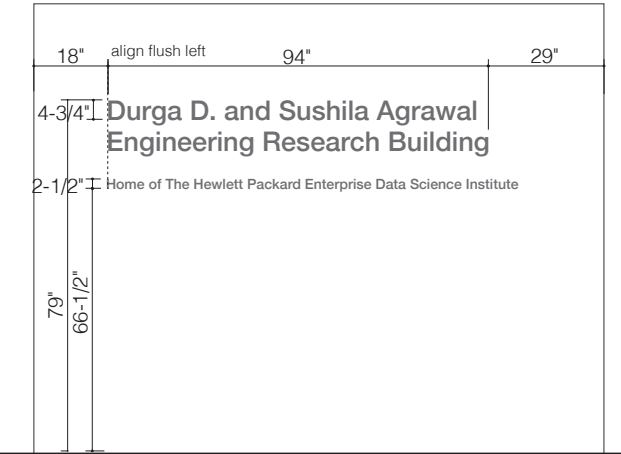 18" align flush left 94" 29"
4-3/4" Durga D. and Sushila Agrawal
Engineering Research Building
2-1/2" Home of The Hewlett Packard Enterprise Data Science Institute
79"
66-1/2"